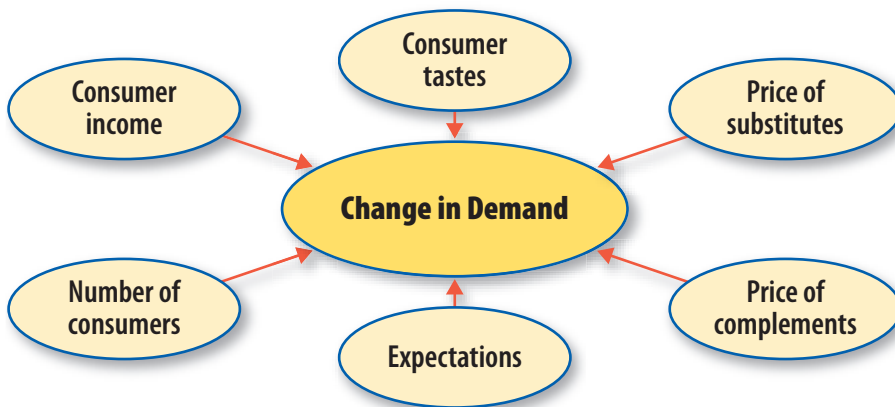 Consumer
tastes
Consumer
income
Price of
substitutes
Change in Demand
Number of
consumers
Price of
complements
Expectations